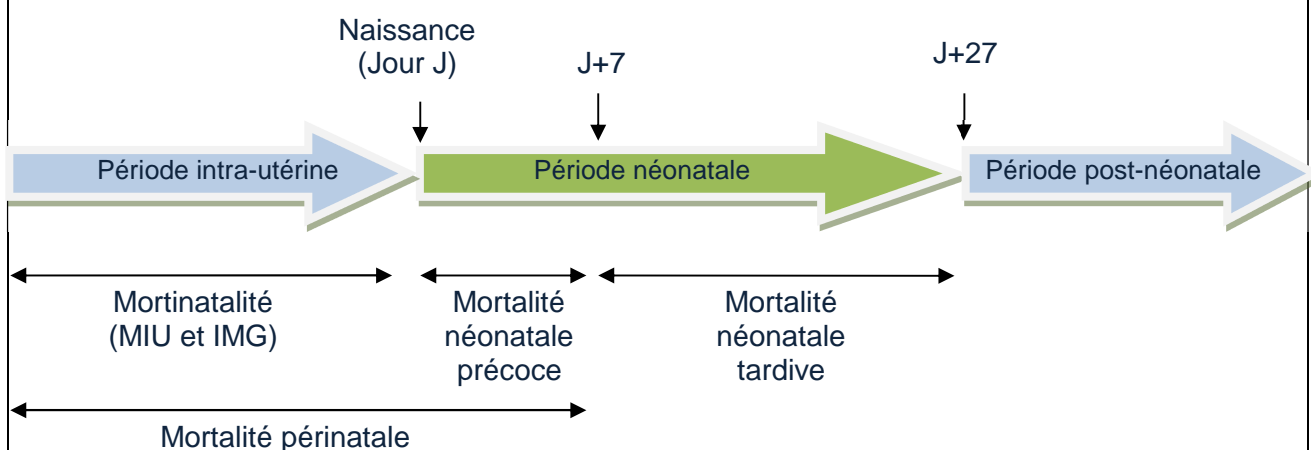 Naissance
(Jour J)
J+7
J+27
Période intra-utérine
Période néonatale
Période post-néonatale
Mortinatalité
(MIU et IMG)
Mortalité
néonatale
précoce
Mortalité
néonatale
tardive
Mortalité périnatale